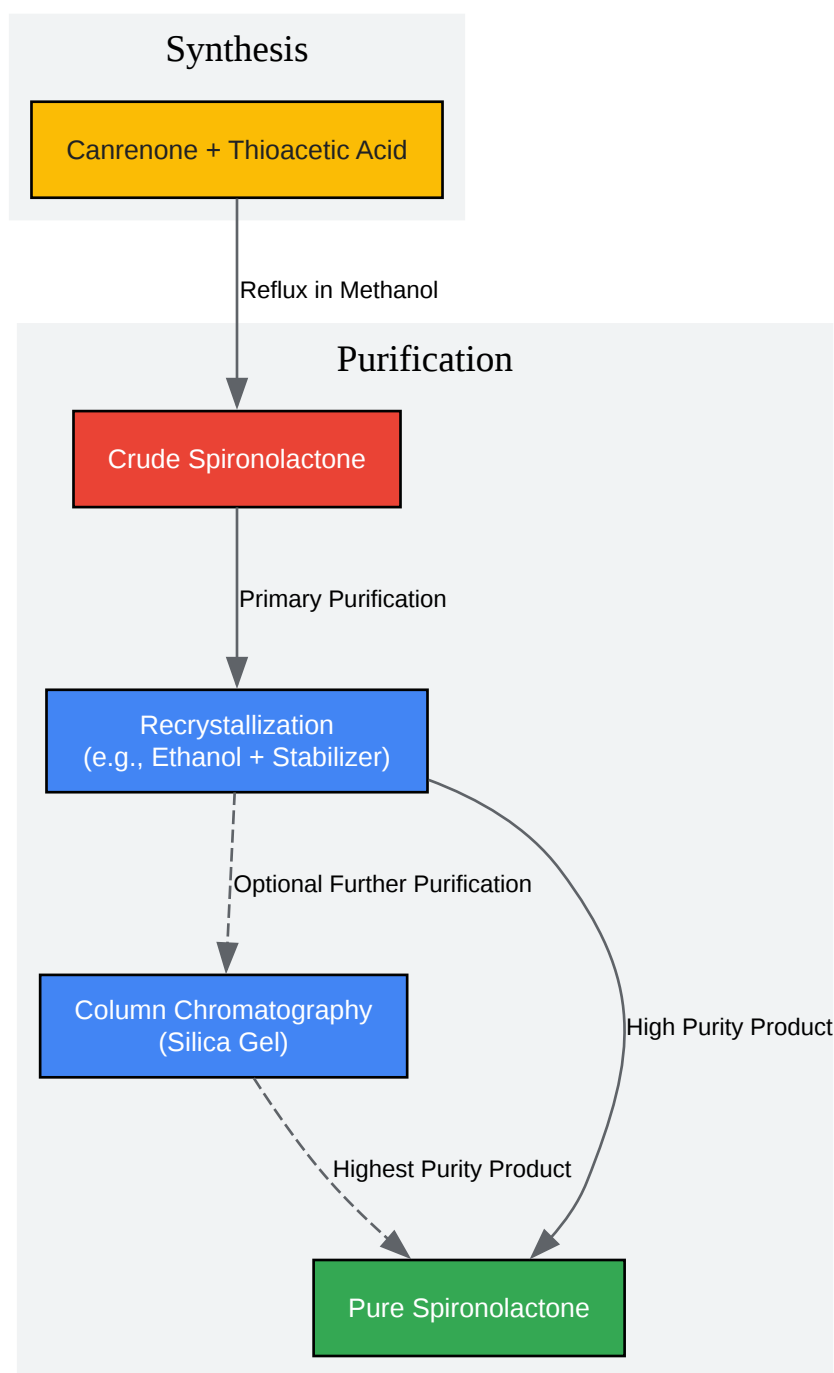 Synthesis
Canrenone + Thioacetic Acid
Reflux in Methanol
Purification
Crude Spironolactone
Primary Purification
Recrystallization
(e.g., Ethanol + Stabilizer)
Optional Further Purification
Column Chromatography
(Silica Gel)
High Purity Product
Highest Purity Product
Pure Spironolactone